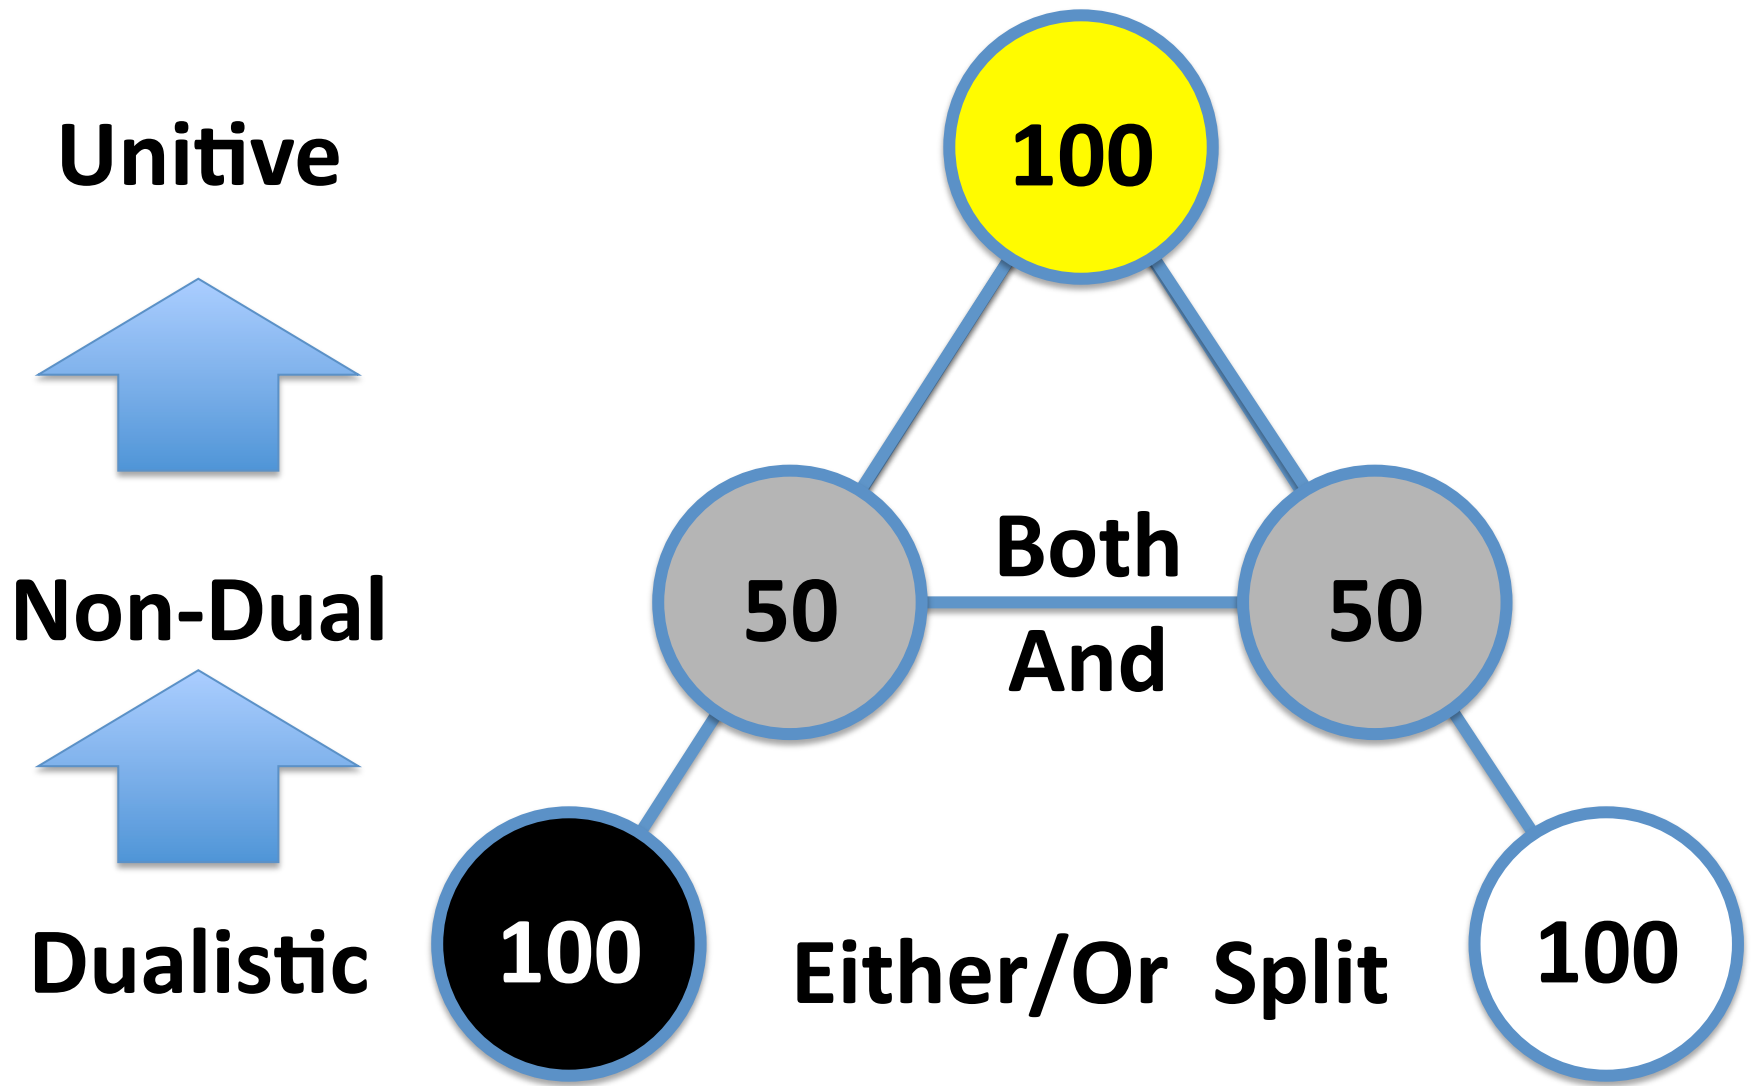 Unitive
100
Non-Dual
50
Both
And
50
Dualistic
100
Either/Or Split
100